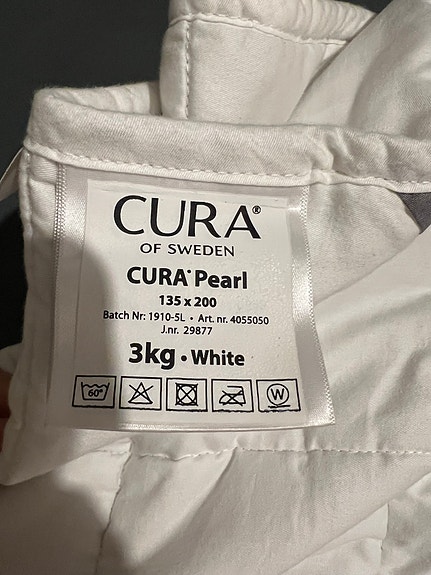 CURA®
OF SWEDEN
CURA® Pearl
135 x 200
Batch Nr: 1910-5L • Art. nr. 4055050
J.nr. 29877
3kg • White
60° W